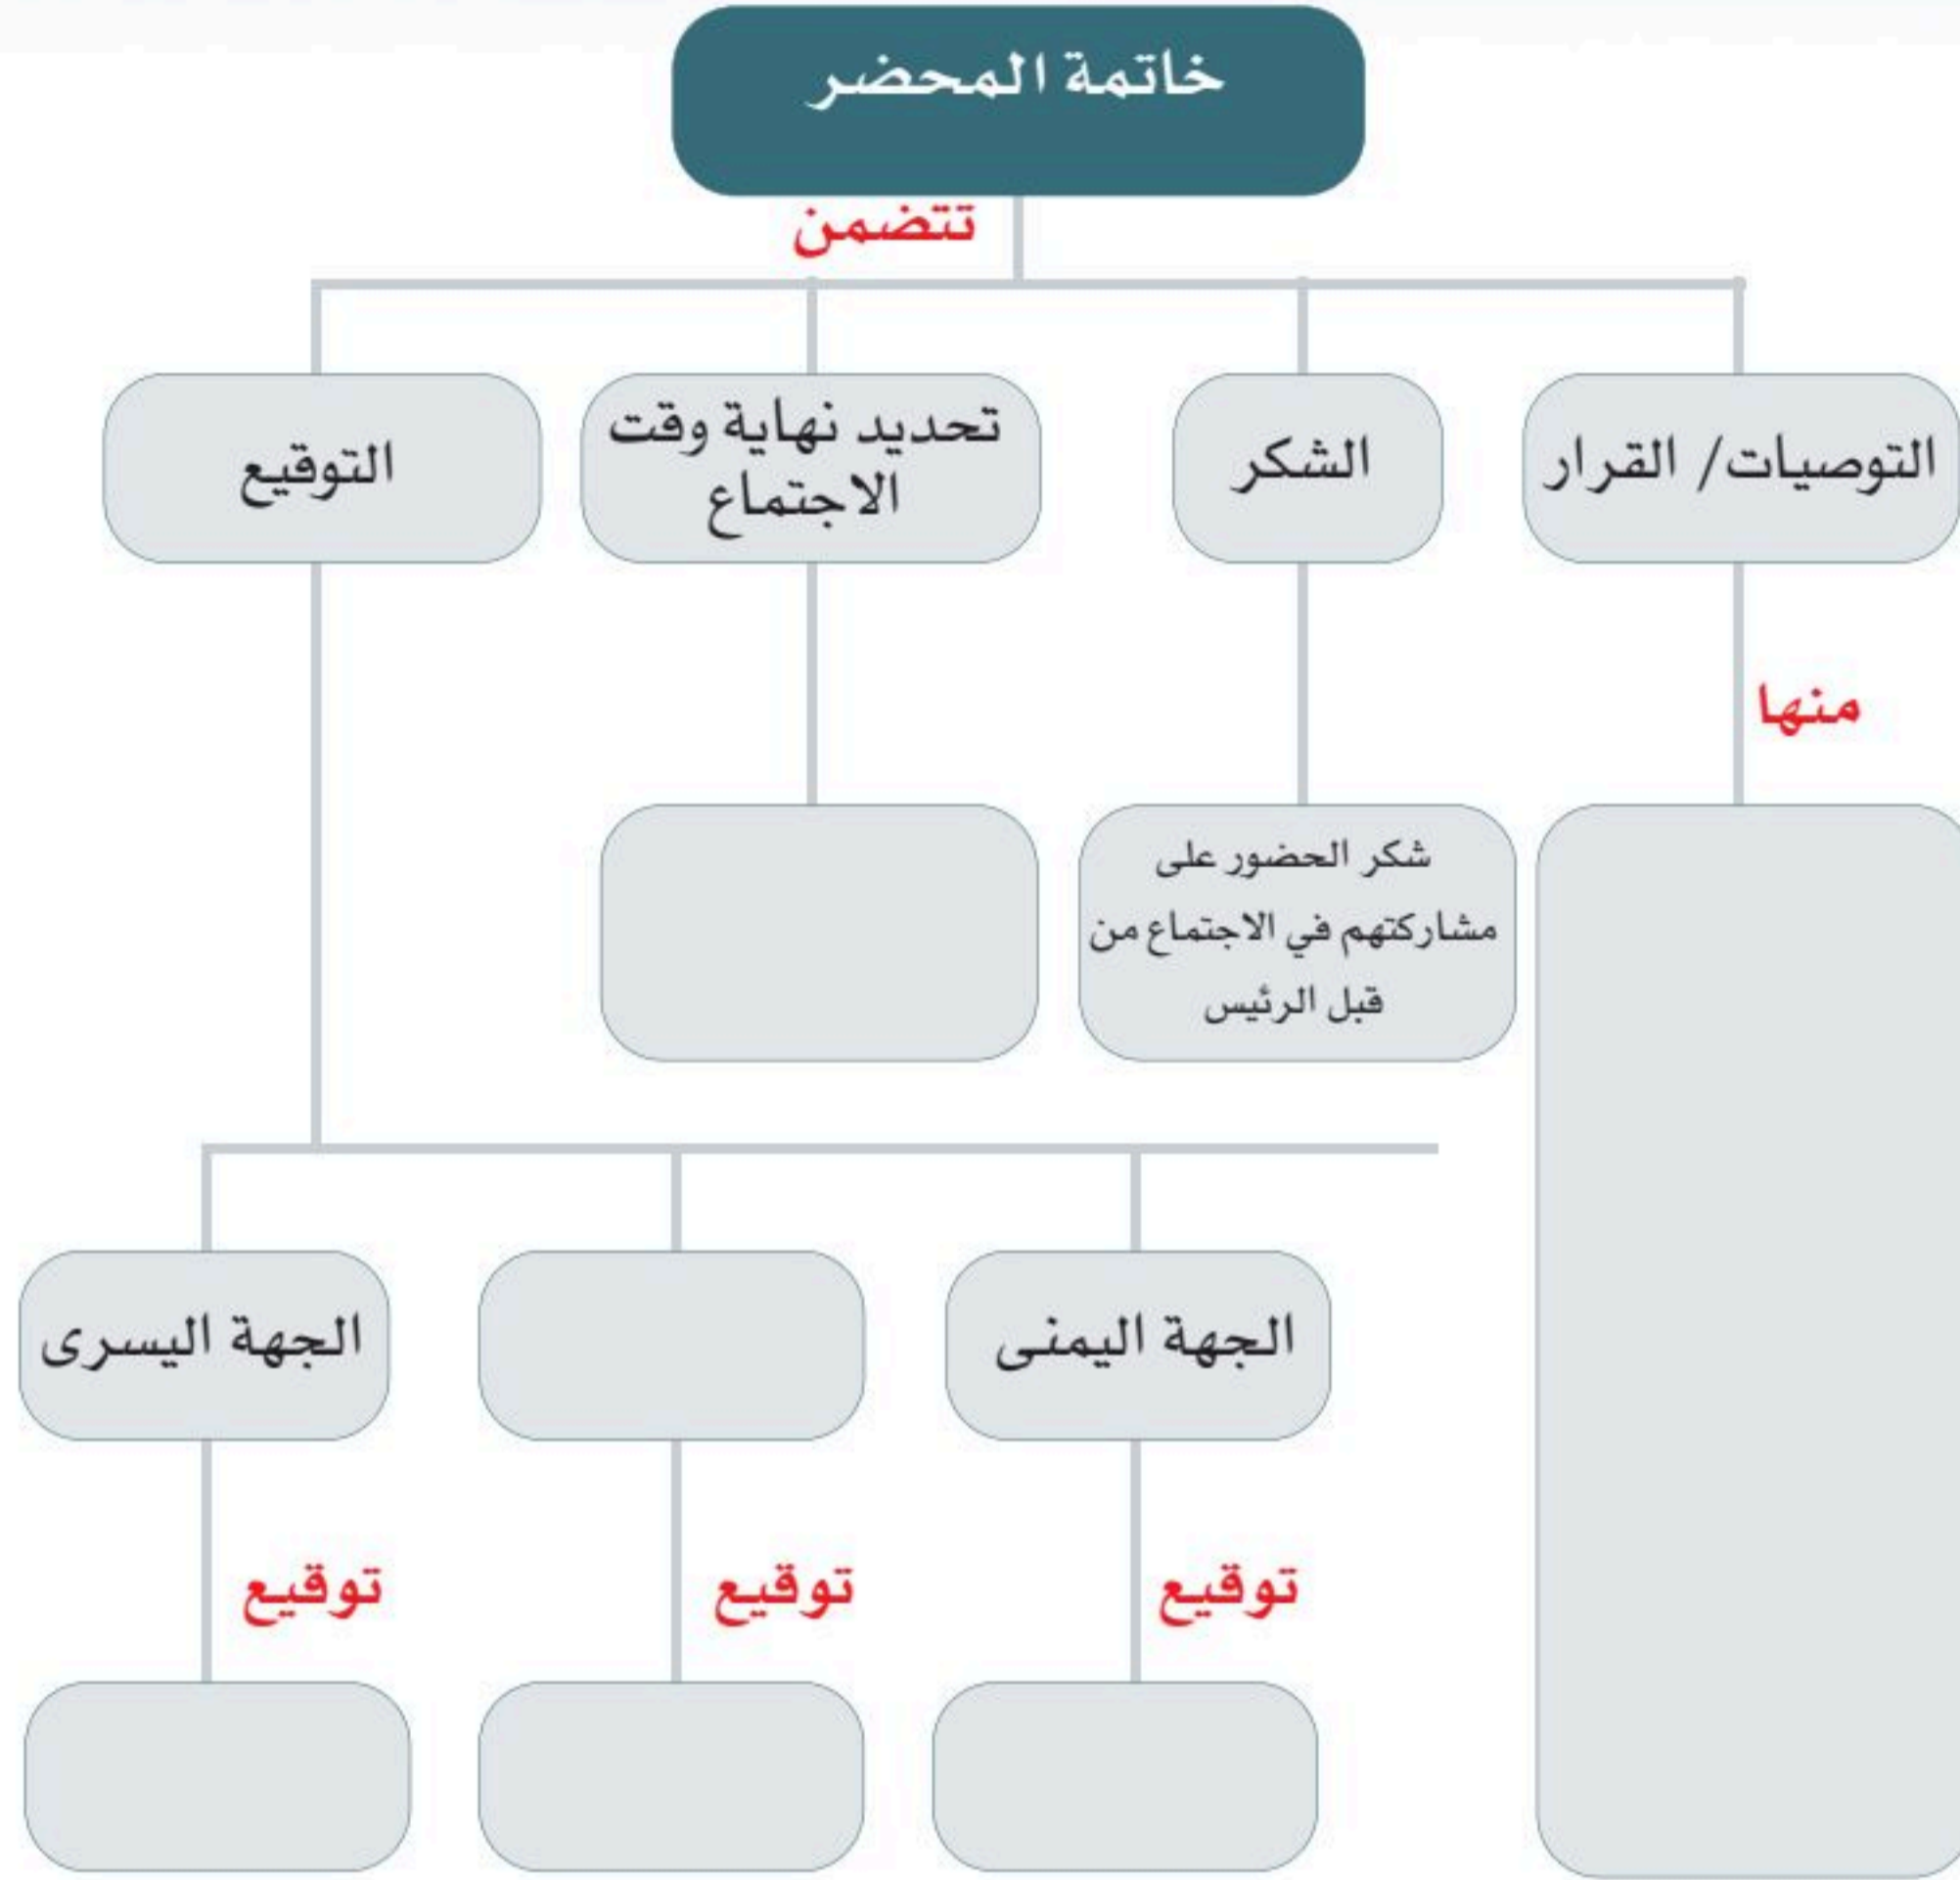 خاتمة المحضر
تتضمن
التوصيات/ القرار
الشكر
تحديد نهاية وقت
الاجتماع
التوقيع
منها
شكر الحضور على
مشاركتهم في الاجتماع من
قبل الرئيس
الجهة اليمنى
الجهة اليسرى
توقيع
توقيع
توقيع